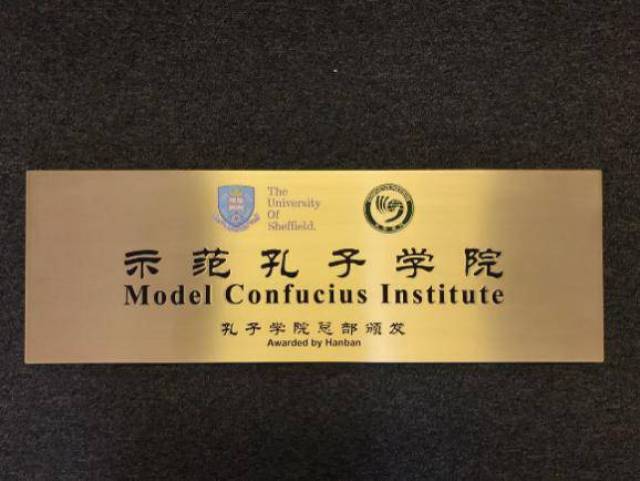 The
University
Of
Sheffield.
示范孔子学院
Model Confucius Institute
孔子学院总部颁发
Awarded by Hanban